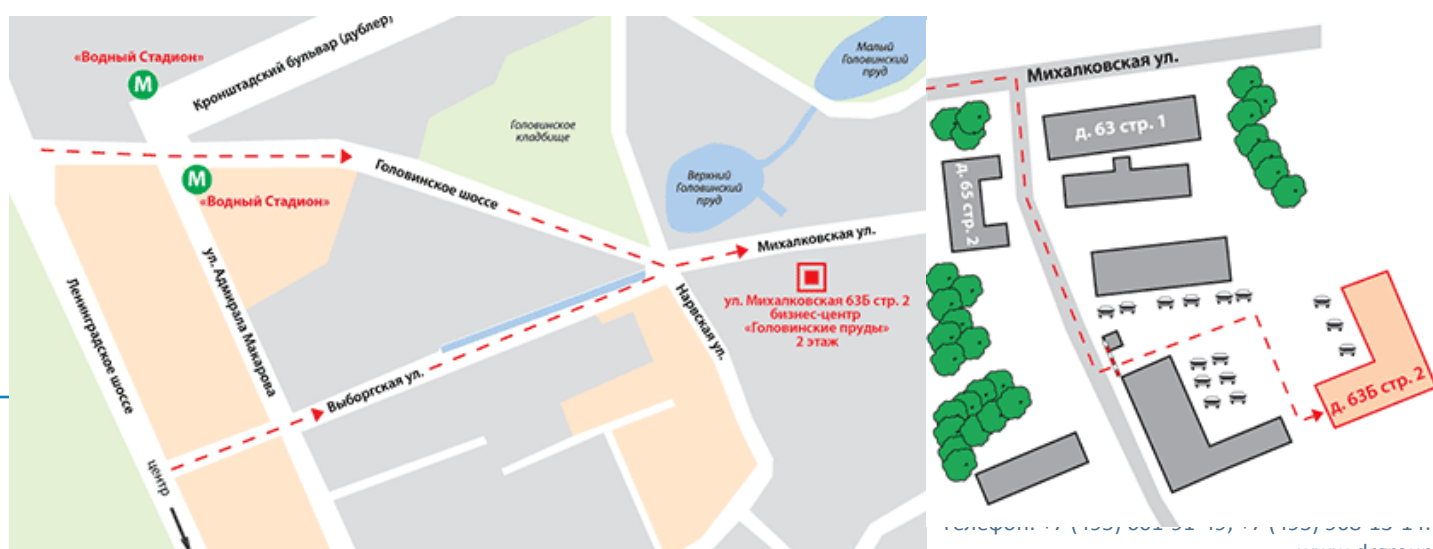 «Водный Стадион»
М
Кронштадский бульвар (дублер)
Малый
Головинский
пруд
Головинское
кладбище
М
«Водный Стадион»
Головинское шоссе
Верхний
Головинский
пруд
Михалковская ул.
ул. Адмирала Макарова
Ленинградское шоссе
ул. Михалковская 63Б стр. 2
бизнес-центр
«Головинские пруды»
2 этаж
Нарвская ул.
Выборгская ул.
центр
Михалковская ул.
д. 63 стр. 1
д. 65 стр. 2
д. 63Б стр. 2